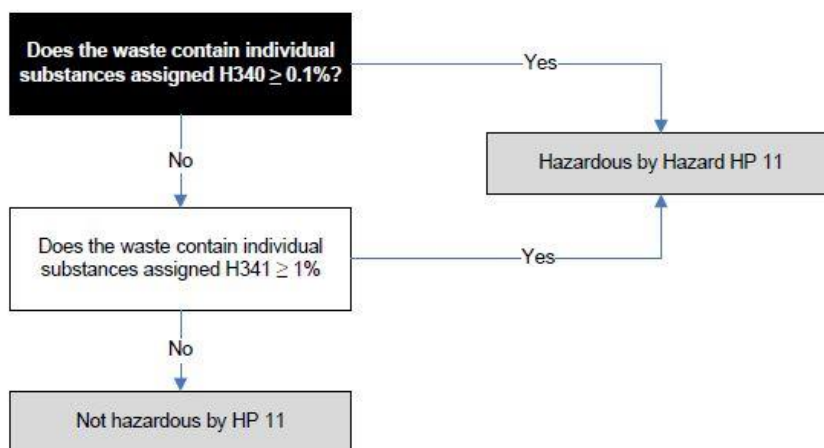 Does the waste contain individual
substances assigned H340 ≥ 0.1%?
Yes
No
Hazardous by Hazard HP 11
Does the waste contain individual
substances assigned H341 ≥ 1%
Yes
No
Not hazardous by HP 11